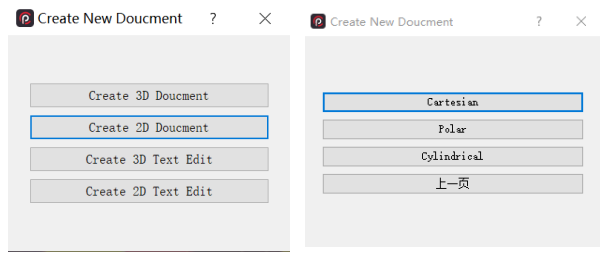 Create New Doucment
Create 3D Doucment
Create 2D Doucment
Create 3D Text Edit
Create 2D Text Edit
Create New Doucment
Cartesian
Polar
Cylindrical
上一页